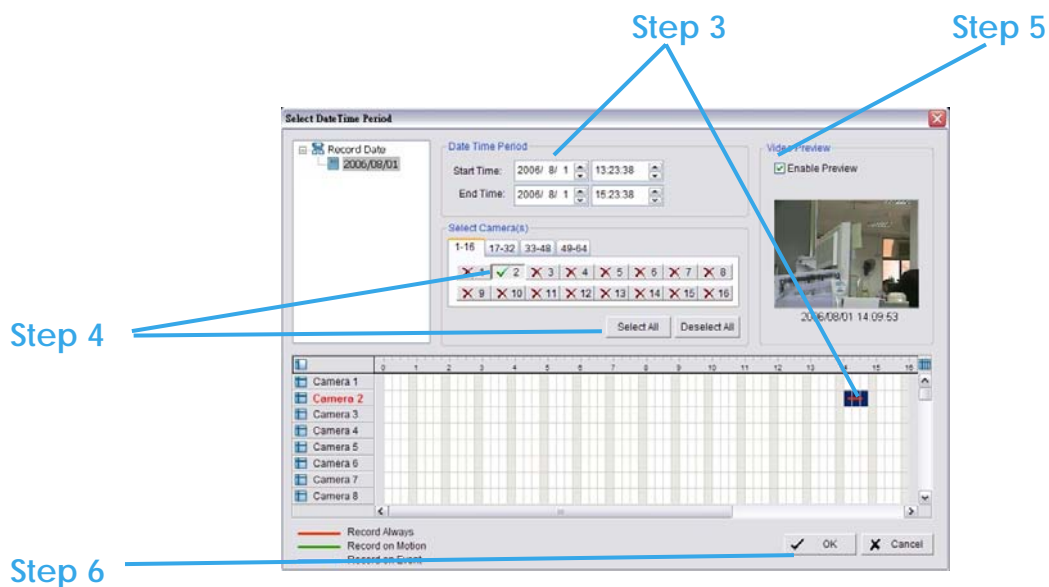 Step 3
Step 5
Select DateTime Period
Record Date
2006/08/01
Date Time Period
Start Time: 2006/ 8/ 1 13:23:38
End Time: 2006/ 8/ 1 15:23:38
Select Camera(s)
1-16 17-32 33-48 49-64
1 2 3 4 5 6 7 8
9 10 11 12 13 14 15 16
Select All Deselect All
Video Preview
Enable Preview
2006/08/01 14:09:53
Step 4
0 1 2 3 4 5 6 7 8 9 10 11 12 13 14 15 16
Camera 1
Camera 2
Camera 3
Camera 4
Camera 5
Camera 6
Camera 7
Camera 8
Record Always
Record on Motion
Record on Event
OK Cancel
Step 6